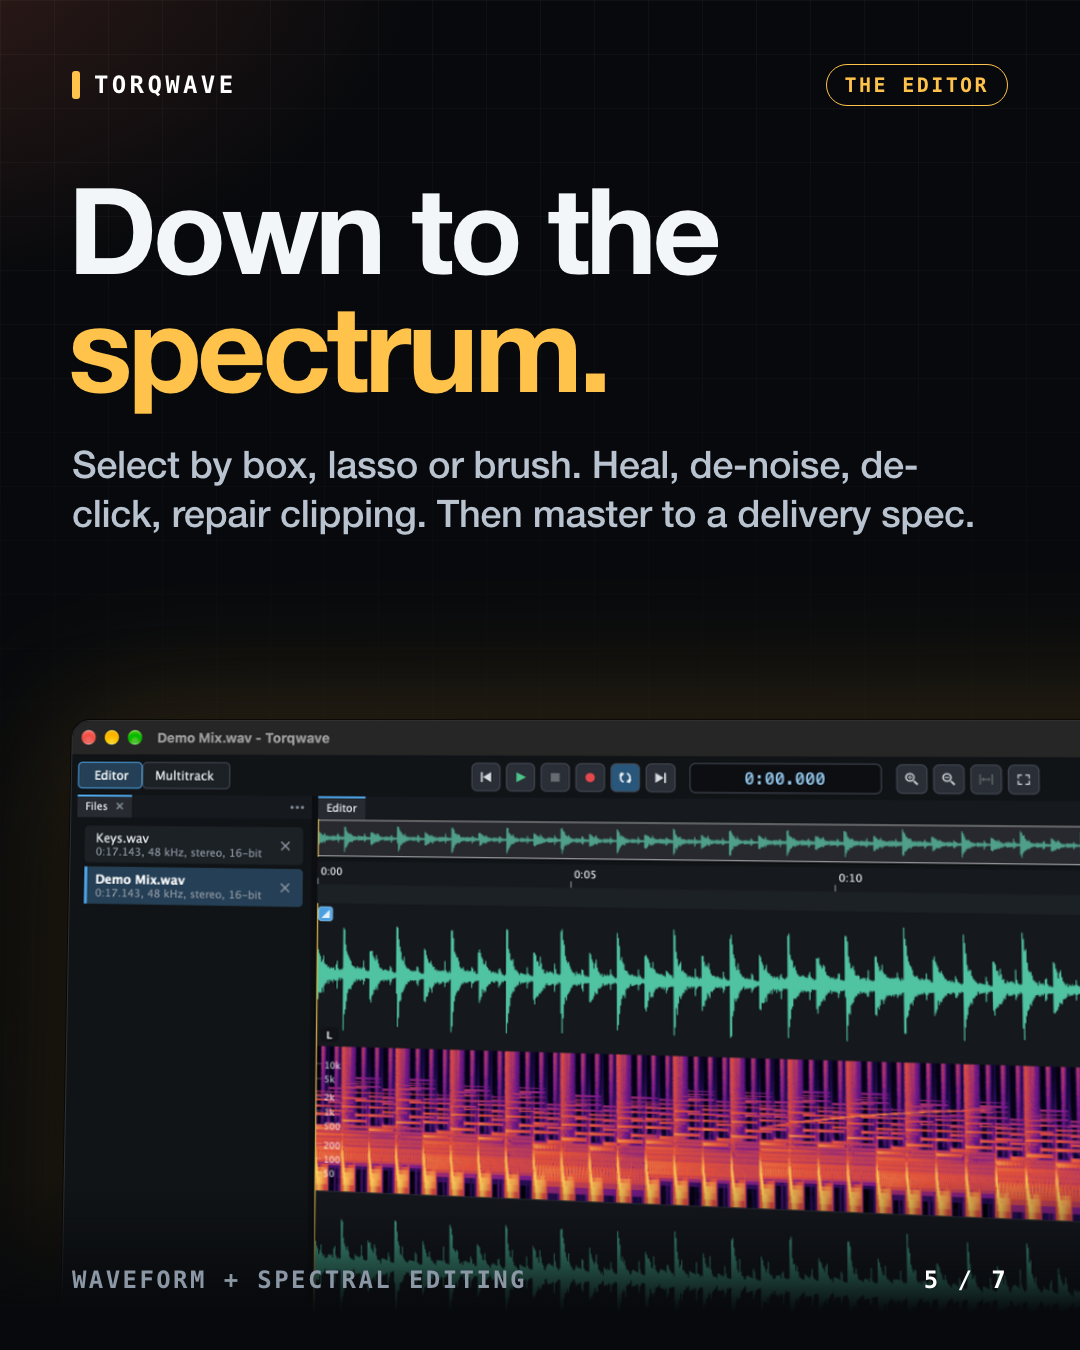 TORQWAVE
THE EDITOR
Down to the
spectrum.
Select by box, lasso or brush. Heal, de-noise, de-
click, repair clipping. Then master to a delivery spec.
Demo Mix.wav - Torqwave
Editor
Multitrack
0:00.000
Files
Editor
Keys.wav
0:17.143, 48 kHz, stereo, 16-bit
Demo Mix.wav
0:17.143, 48 kHz, stereo, 16-bit
0:00
0:05
0:10
L
10k
5k
2k
1k
500
200
100
50
WAVEFORM + SPECTRAL EDITING
5 / 7